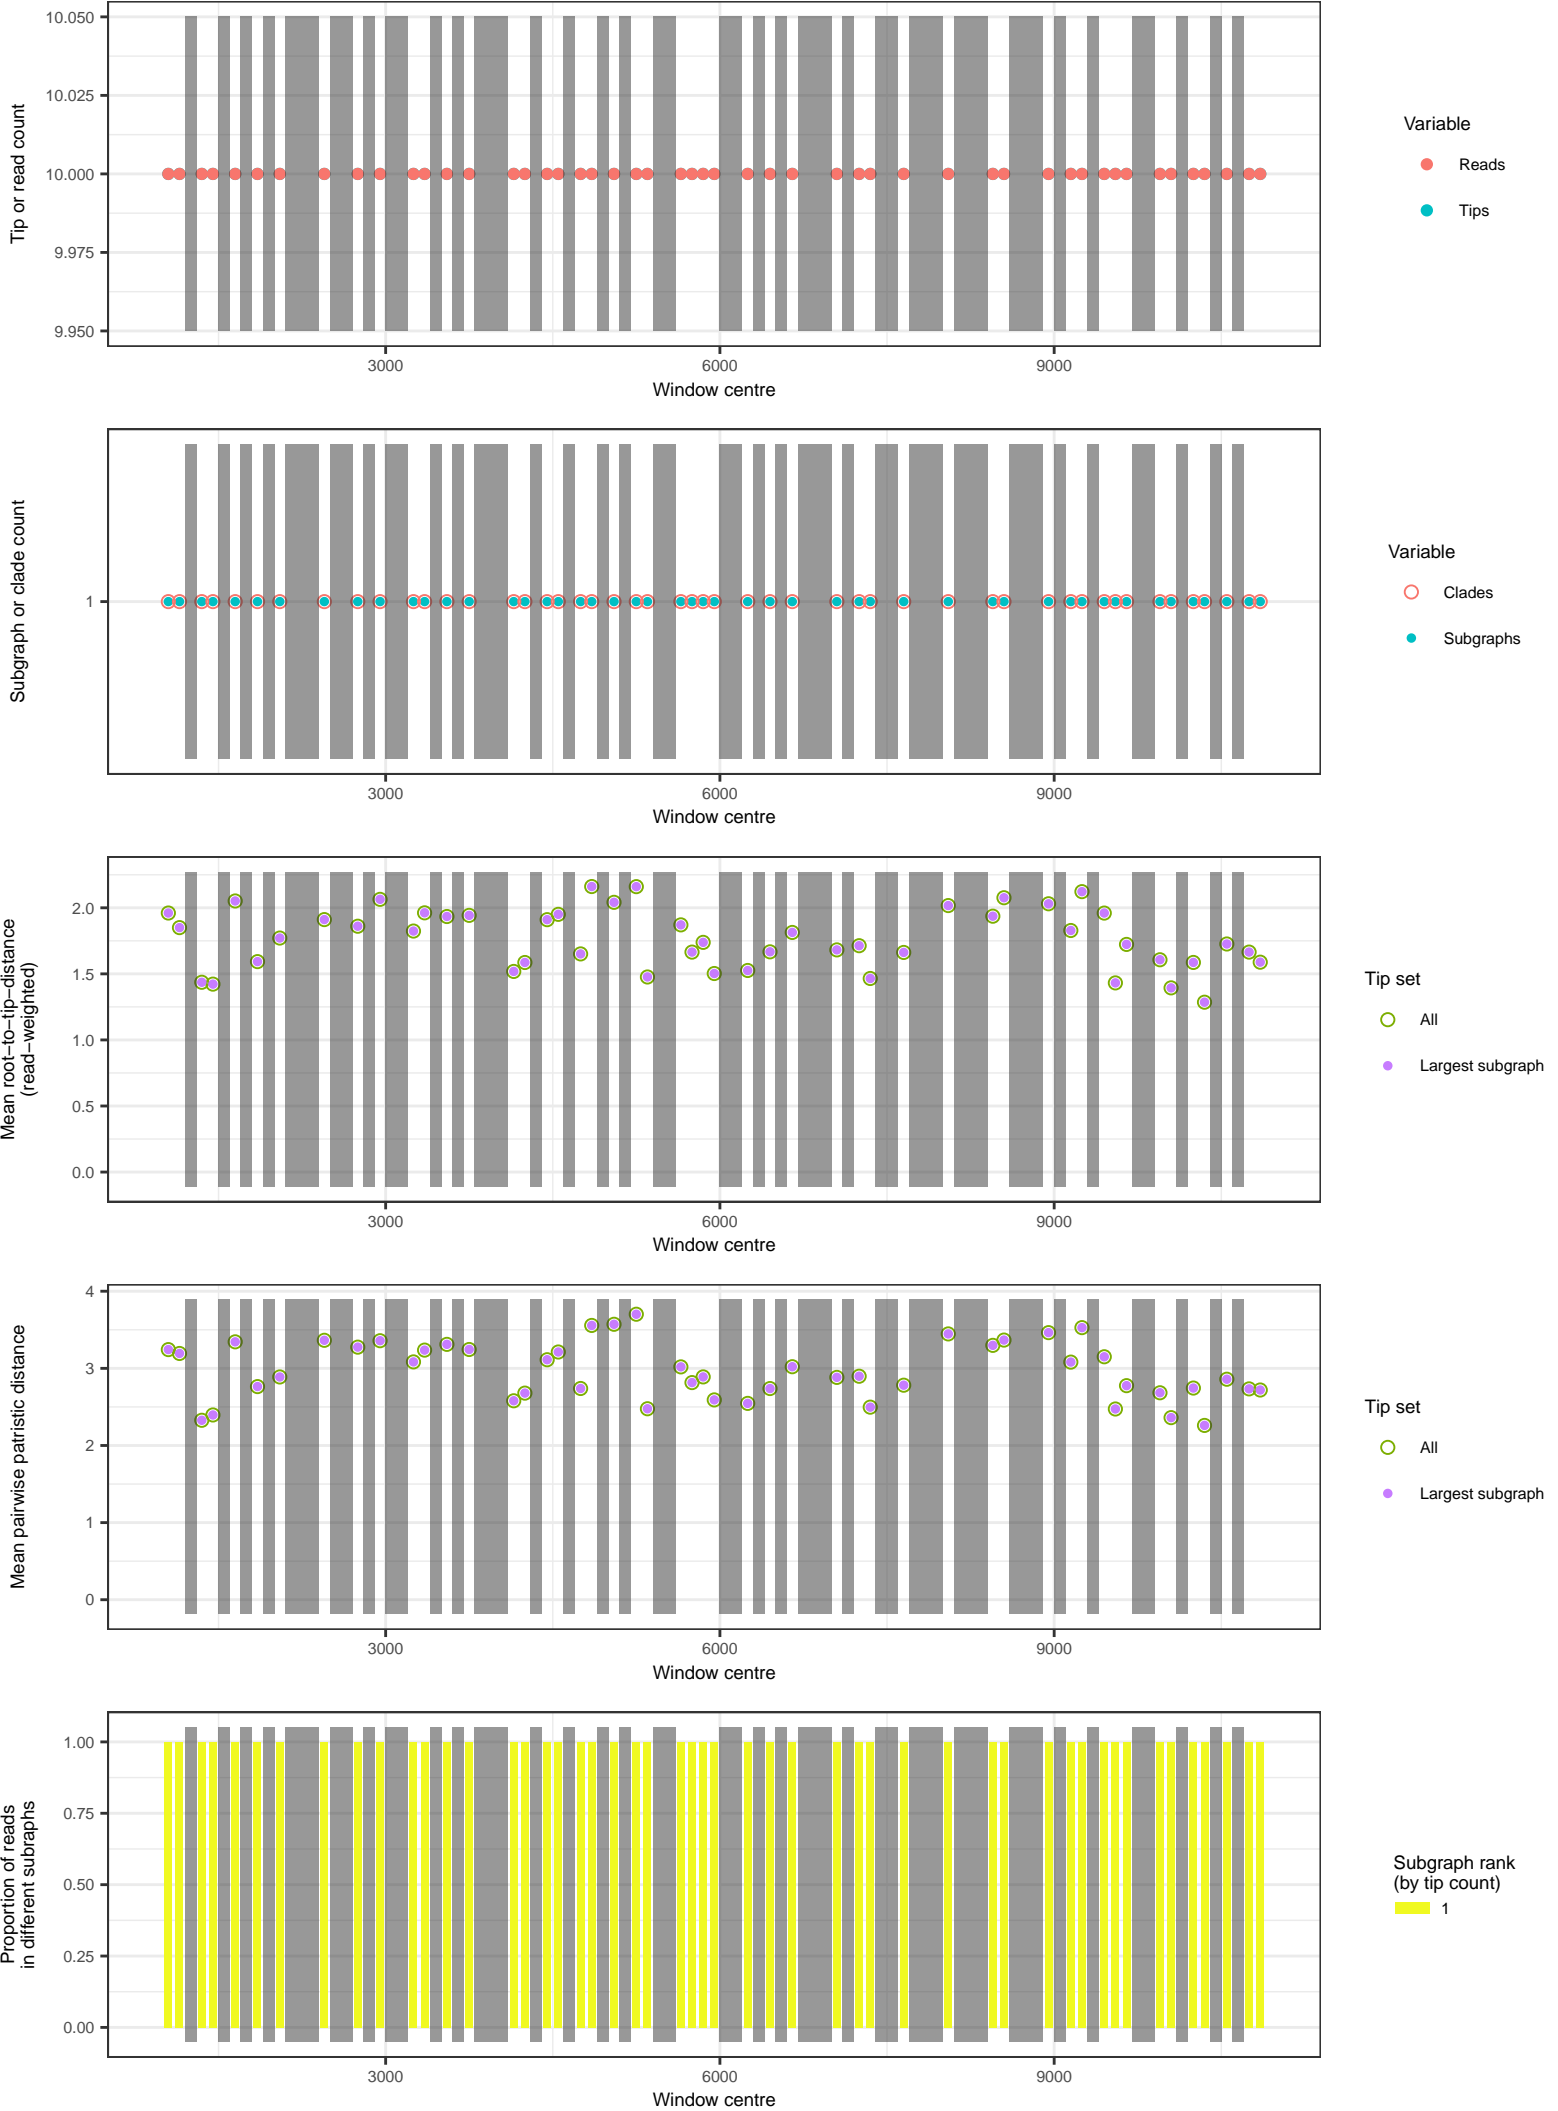 10.050
10.025
10.000
9.975
9.950
Tip or read count
3000
6000
9000
Window centre
Variable
Reads
Tips
1
Subgraph or clade count
3000
6000
9000
Window centre
Variable
Clades
Subgraphs
2.0
1.5
1.0
0.5
0.0
Mean root−to−tip−distance
(read−weighted)
3000
6000
9000
Window centre
Tip set
All
Largest subgraph
4
3
2
1
0
Mean pairwise patristic distance
3000
6000
9000
Window centre
Tip set
All
Largest subgraph
1.00
0.75
0.50
0.25
0.00
Proportion of reads
in different subraphs
3000
6000
9000
Window centre
Subgraph rank
(by tip count)
1